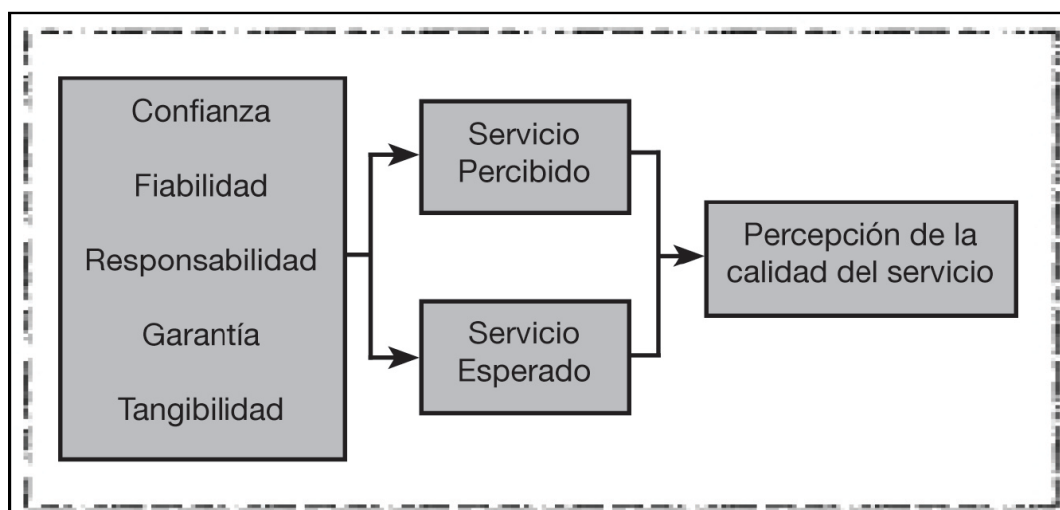 Confianza
Fiabilidad
Responsabilidad
Garantía
Tangibilidad
Servicio
Percibido
Servicio
Esperado
Percepción de la
calidad del servicio